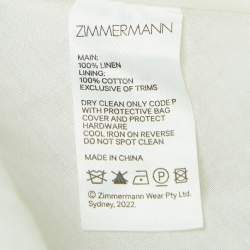 ZIMMERMANN
MAIN:
100% LINEN
LINING:
100% COTTON
EXCLUSIVE OF TRIMS
DRY CLEAN ONLY CODE P
WITH PROTECTIVE BAG
COVER AND PROTECT
HARDWARE
COOL IRON ON REVERSE
DO NOT SPOT CLEAN
MADE IN CHINA
P
© Zimmermann Wear Pty Ltd.
Sydney, 2022.